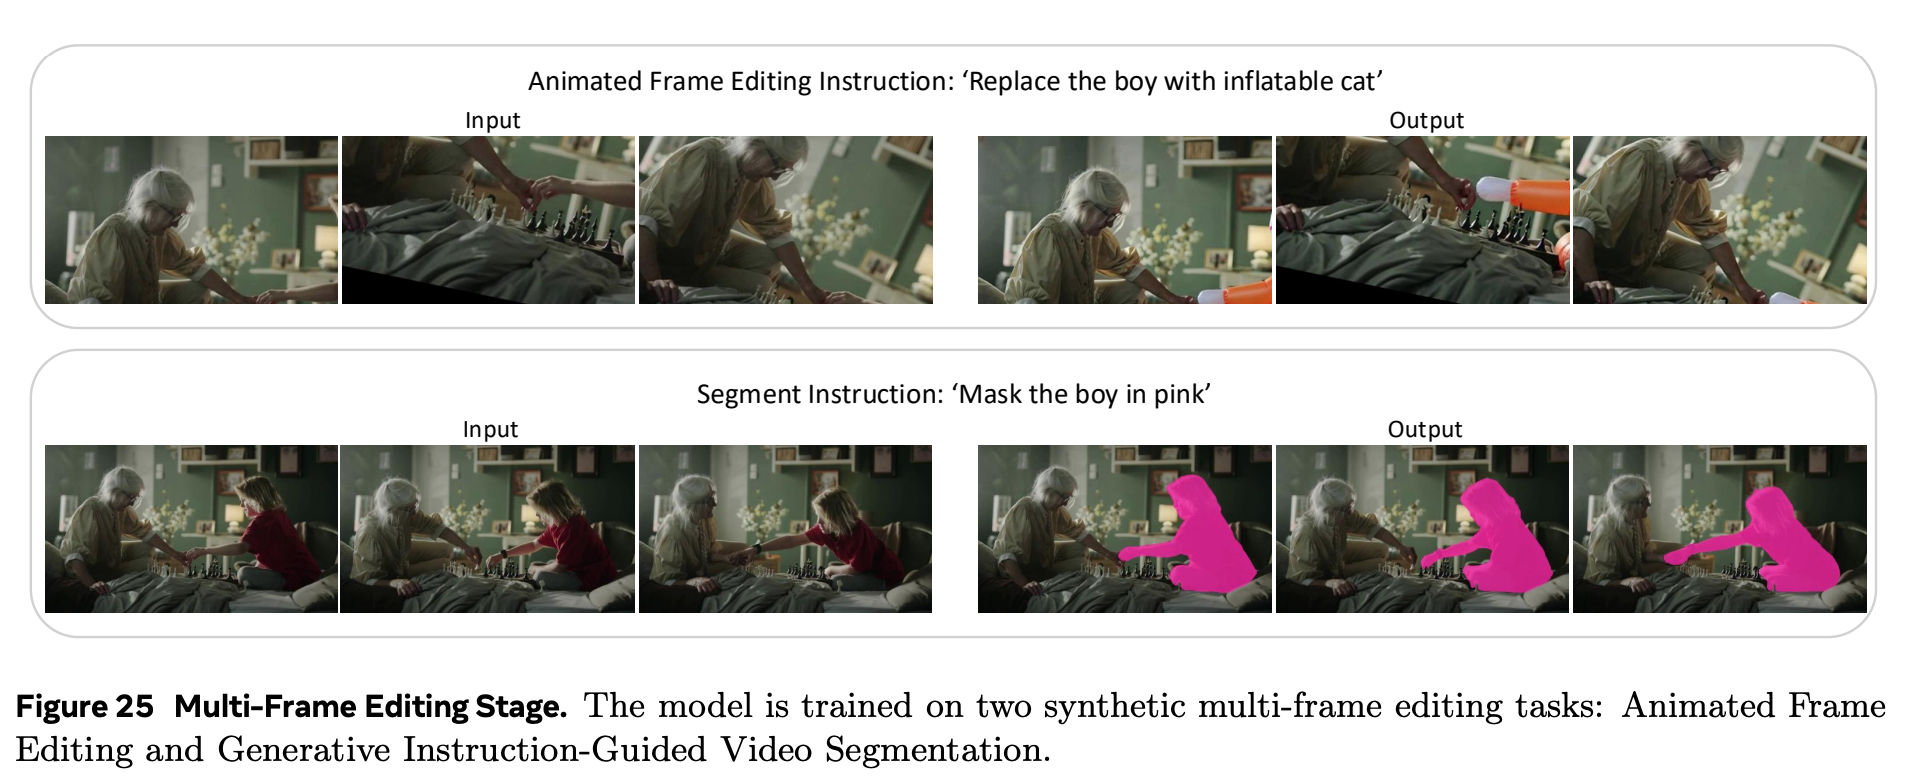 Animated Frame Editing Instruction: ‘Replace the boy with inflatable cat’
Input
Output
Segment Instruction: ‘Mask the boy in pink’
Input
Output
Figure 25 Multi-Frame Editing Stage. The model is trained on two synthetic multi-frame editing tasks: Animated Frame
Editing and Generative Instruction-Guided Video Segmentation.